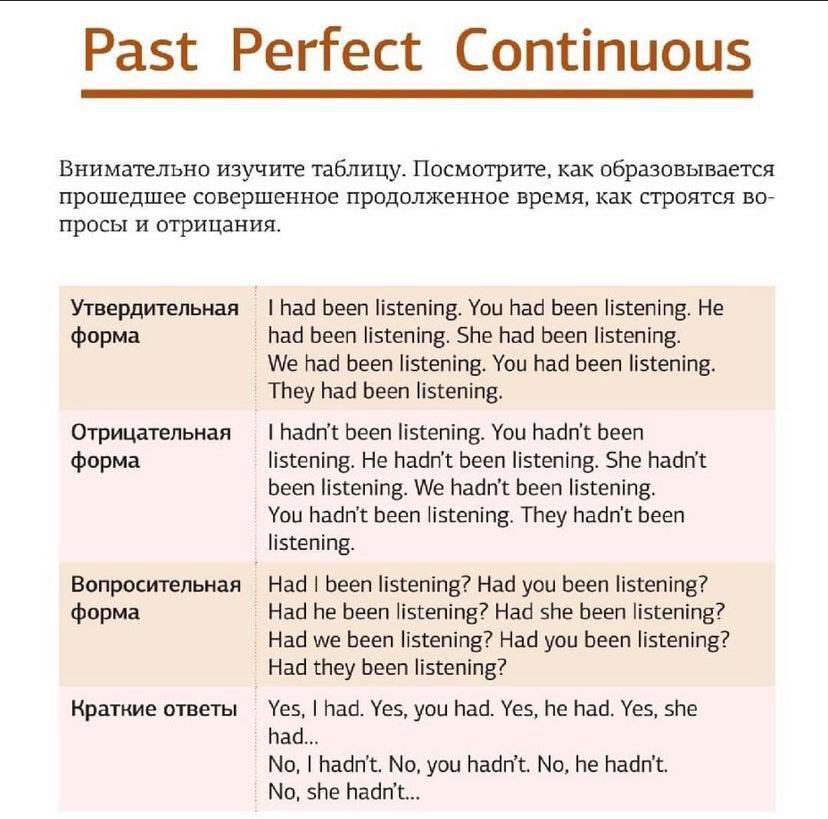 Past Perfect Continuous
Внимательно изучите таблицу. Посмотрите, как образовывается
прошедшее совершенное продолженное время, как строятся во-
просы и отрицания.
Утвердительная
форма
I had been listening. You had been listening. He
had been listening. She had been listening.
We had been listening. You had been listening.
They had been listening.
Отрицательная
форма
I hadn't been listening. You hadn't been
listening. He hadn't been listening. She hadn't
been listening. We hadn't been listening.
You hadn't been listening. They hadn't been
listening.
Вопросительная
форма
Had I been listening? Had you been listening?
Had he been listening? Had she been listening?
Had we been listening? Had you been listening?
Had they been listening?
Краткие ответы
Yes, I had. Yes, you had. Yes, he had. Yes, she
had...
No, I hadn't. No, you hadn't. No, he hadn't.
No, she hadn't...